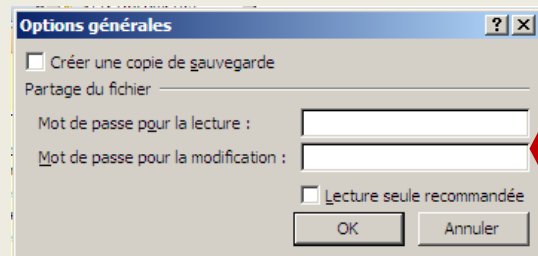 Options générales
Créer une copie de sauvegarde
Partage du fichier
Mot de passe pour la lecture :
Mot de passe pour la modification :
Lecture seule recommandée
OK Annuler